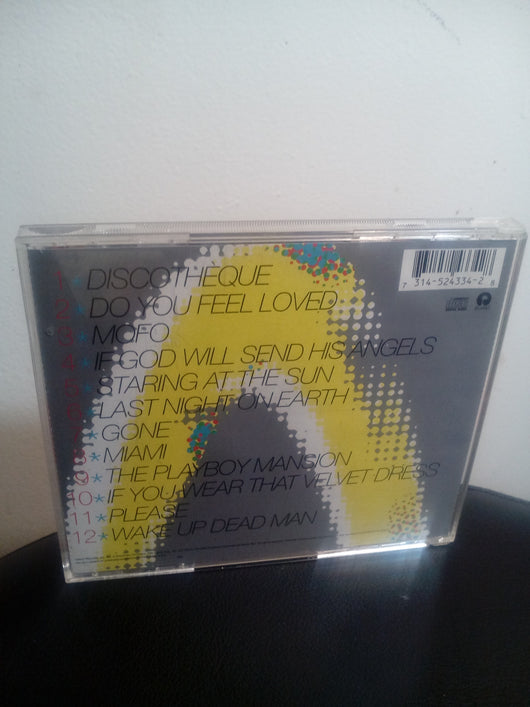 1*DISCOTHÈQUE
2*DO YOU FEEL LOVED
3*MOFO
4*IF GOD WILL SEND HIS ANGELS
5*STARING AT THE SUN
6*LAST NIGHT ON EARTH
7*GONE
8*MIAMI
9*THE PLAYBOY MANSION
10*IF YOU WEAR THAT VELVET DRESS
11*PLEASE
12*WAKE UP DEAD MAN
7 314-524334-2 8